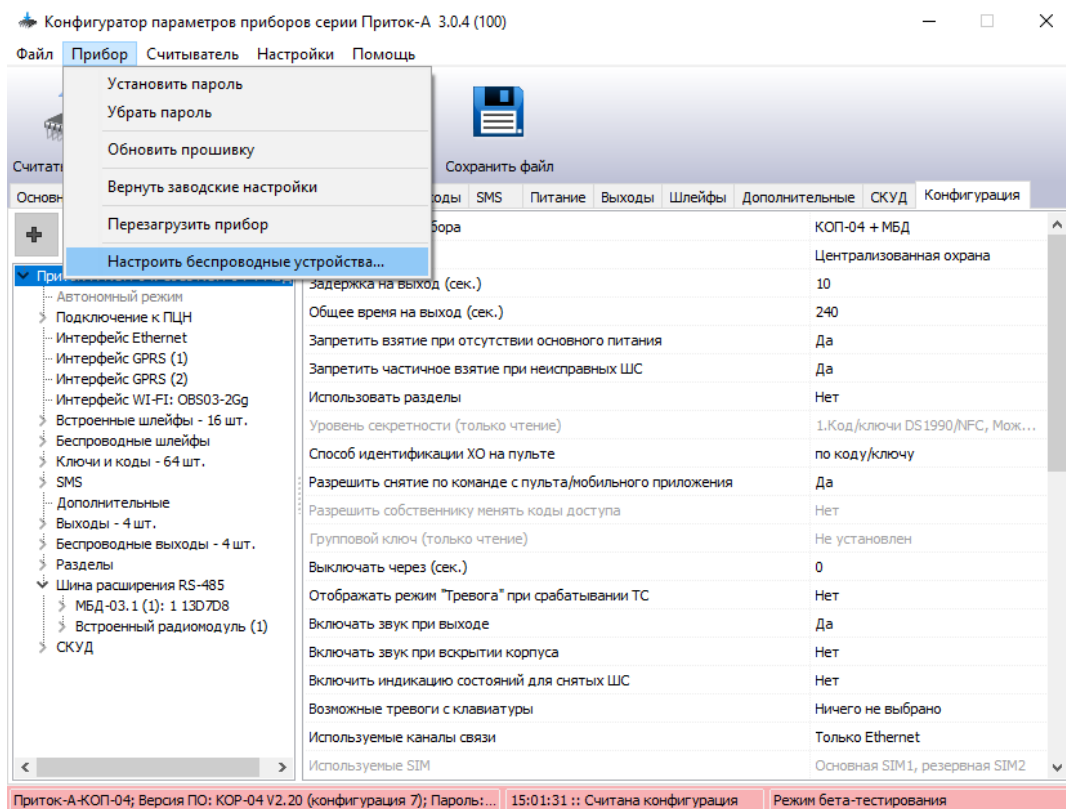 Конфигуратор параметров приборов серии Приток-А 3.0.4 (100)
Файл Прибор Считыватель Настройки Помощь
Установить пароль
Убрать пароль
Обновить прошивку
Вернуть заводские настройки
Перезагрузить прибор
Настроить беспроводные устройства...
Сохранить файл
SMS Питание Выходы Шлейфы Дополнительные СКУД Конфигурация
Автономный режим
Подключение к ПЦН
Интерфейс Ethernet
Интерфейс GPRS (1)
Интерфейс GPRS (2)
Интерфейс WI-FI: OBS03-2Gg
Встроенные шлейфы - 16 шт.
Беспроводные шлейфы
Ключи и коды - 64 шт.
SMS
Дополнительные
Выходы - 4 шт.
Беспроводные выходы - 4 шт.
Разделы
Шина расширения RS-485
МБД-03.1 (1): 1 13D7D8
Встроенный радиомодуль (1)
СКУД
КОП-04 + МБД
Централизованная охрана
Задержка на выход (сек.) 10
Общее время на выход (сек.) 240
Запретить взятие при отсутствии основного питания Да
Запретить частичное взятие при неисправных ШС Да
Использовать разделы Нет
Уровень секретности (только чтение) 1.Код/ключи DS1990/NFC, Мож...
Способ идентификации ХО на пульте по коду/ключу
Разрешить снятие по команде с пульта/мобильного приложения Да
Разрешить собственнику менять коды доступа Нет
Групповой ключ (только чтение) Не установлен
Выключать через (сек.) 0
Отображать режим "Тревога" при срабатывании ТС Нет
Включать звук при выходе Да
Включать звук при вскрытии корпуса Нет
Включить индикацию состояний для снятых ШС Нет
Возможные тревоги с клавиатуры Ничего не выбрано
Используемые каналы связи Только Ethernet
Используемые SIM Основная SIM1, резервная SIM2
Приток-А-КОП-04; Версия ПО: КОР-04 V2.20 (конфигурация 7); Пароль:... 15:01:31 :: Считана конфигурация Режим бета-тестирования